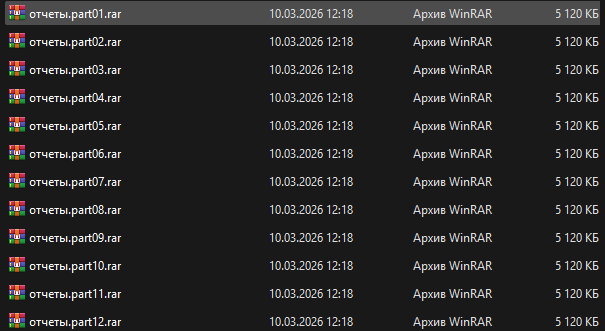 отчеты.part01.rar 10.03.2026 12:18 Архив WinRAR 5 120 КБ
отчеты.part02.rar 10.03.2026 12:18 Архив WinRAR 5 120 КБ
отчеты.part03.rar 10.03.2026 12:18 Архив WinRAR 5 120 КБ
отчеты.part04.rar 10.03.2026 12:18 Архив WinRAR 5 120 КБ
отчеты.part05.rar 10.03.2026 12:18 Архив WinRAR 5 120 КБ
отчеты.part06.rar 10.03.2026 12:18 Архив WinRAR 5 120 КБ
отчеты.part07.rar 10.03.2026 12:18 Архив WinRAR 5 120 КБ
отчеты.part08.rar 10.03.2026 12:18 Архив WinRAR 5 120 КБ
отчеты.part09.rar 10.03.2026 12:18 Архив WinRAR 5 120 КБ
отчеты.part10.rar 10.03.2026 12:18 Архив WinRAR 5 120 КБ
отчеты.part11.rar 10.03.2026 12:18 Архив WinRAR 5 120 КБ
отчеты.part12.rar 10.03.2026 12:18 Архив WinRAR 5 120 КБ